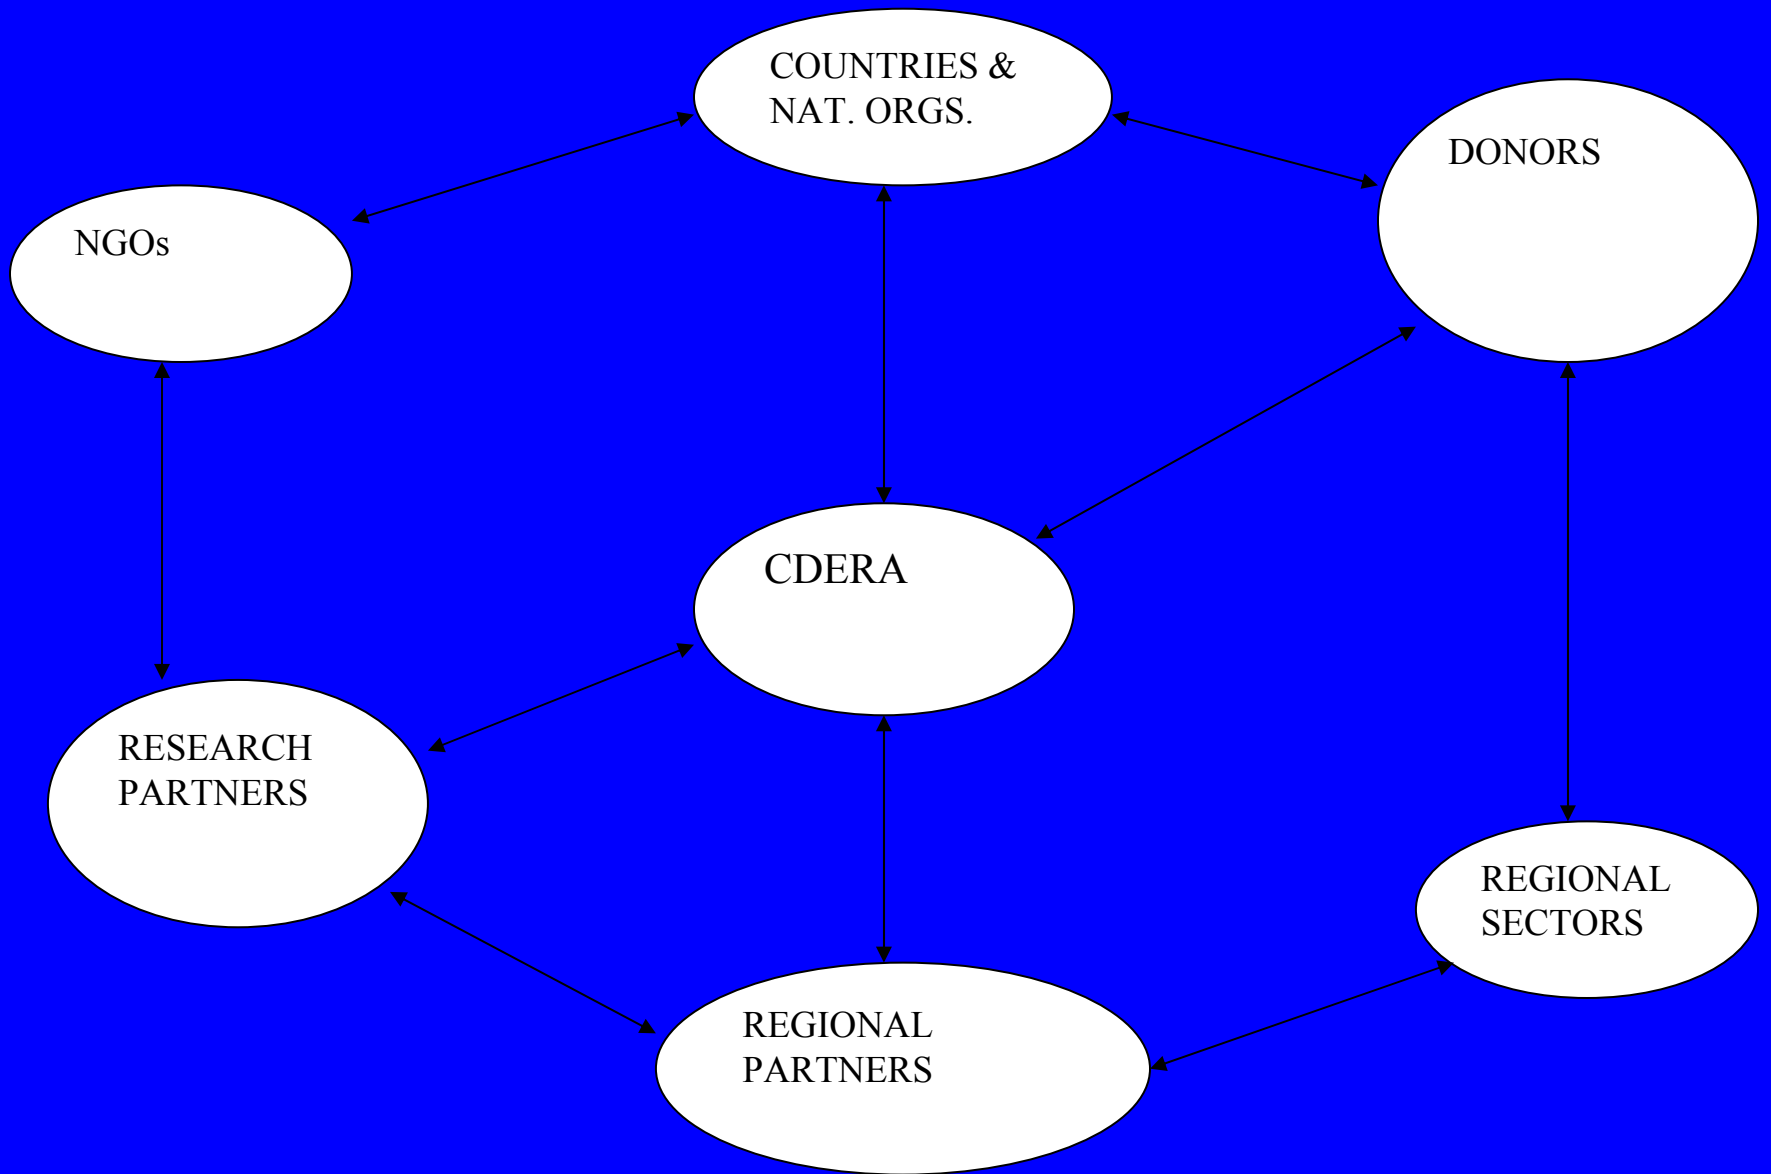 COUNTRIES &
NAT. ORGS.
DONORS
NGOs
CDERA
RESEARCH
PARTNERS
REGIONAL
SECTORS
REGIONAL
PARTNERS